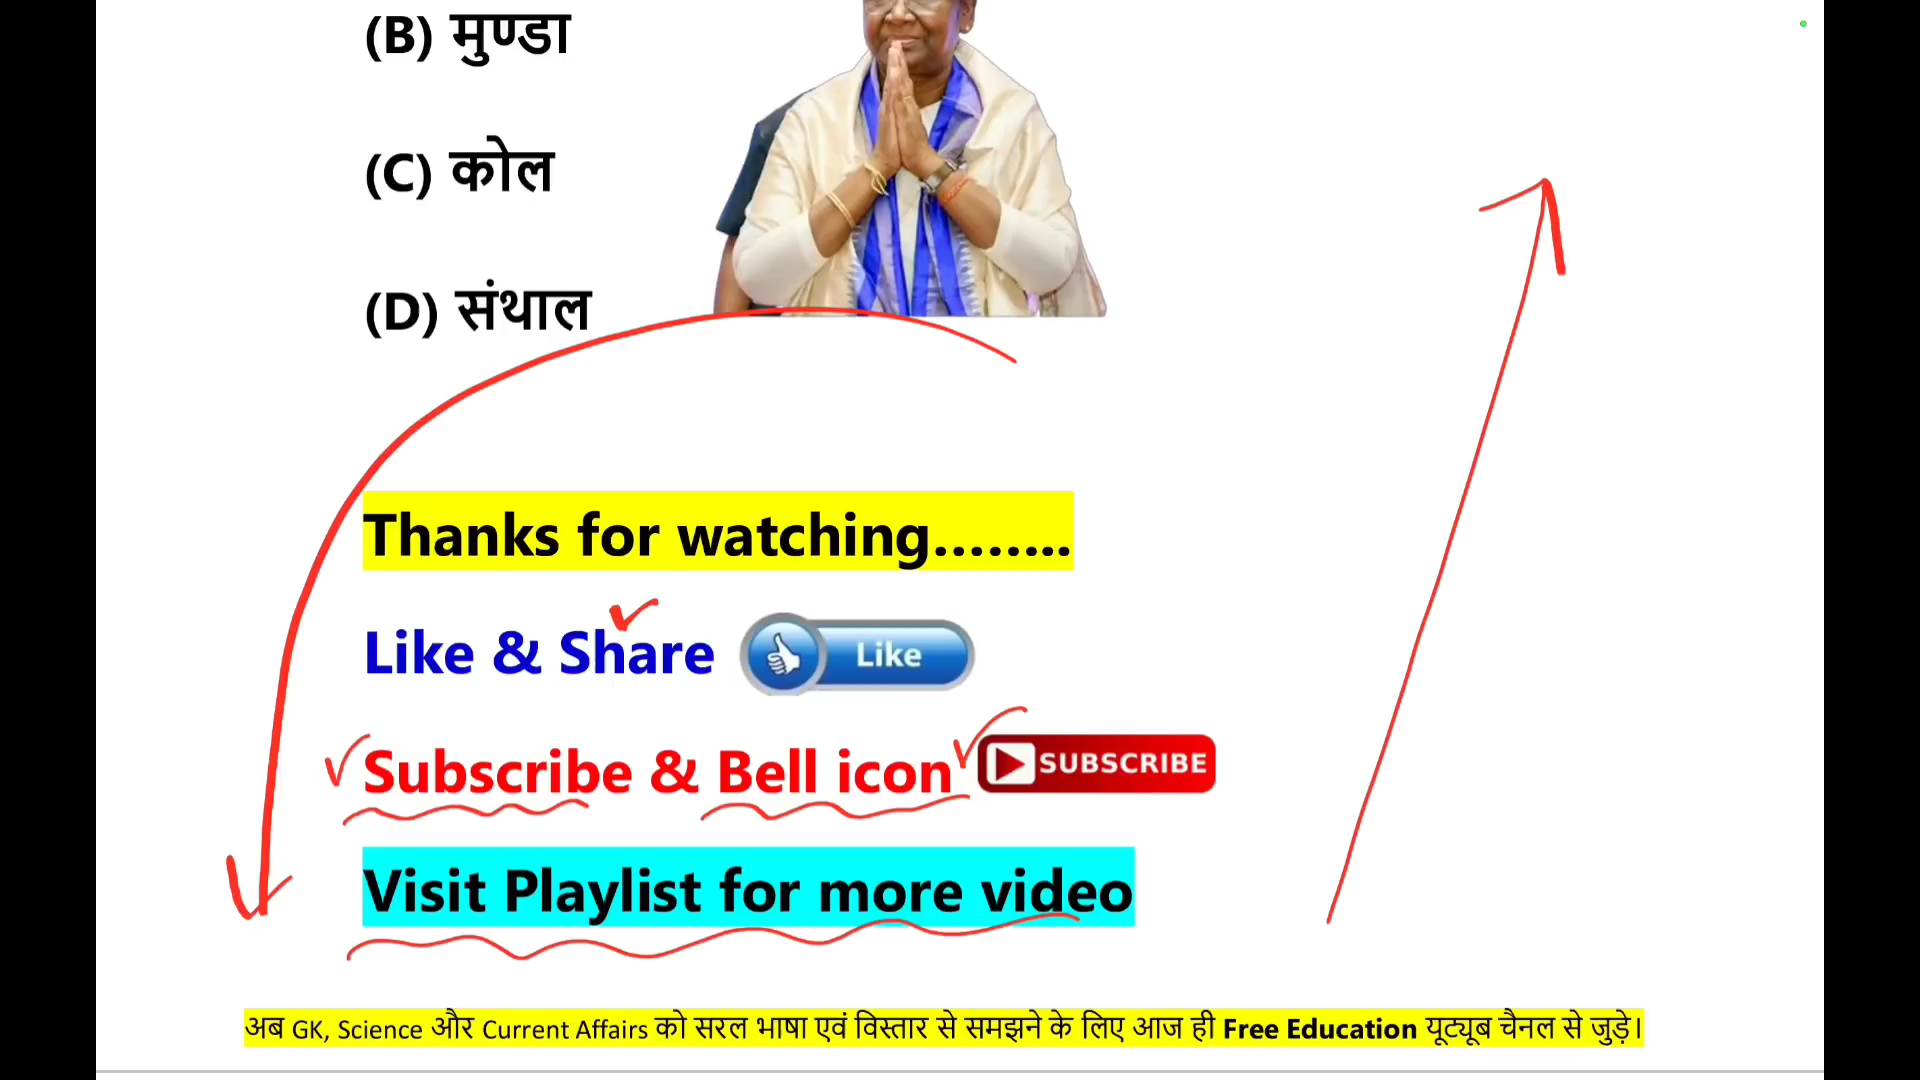 (B) मुण्डा
(C) कोल
(D) संथाल
Thanks for watching........
Like & Share
Like
Subscribe & Bell icon
SUBSCRIBE
Visit Playlist for more video
अब GK, Science और Current Affairs को सरल भाषा एवं विस्तार से समझने के लिए आज ही Free Education यूट्यूब चैनल से जुड़े।